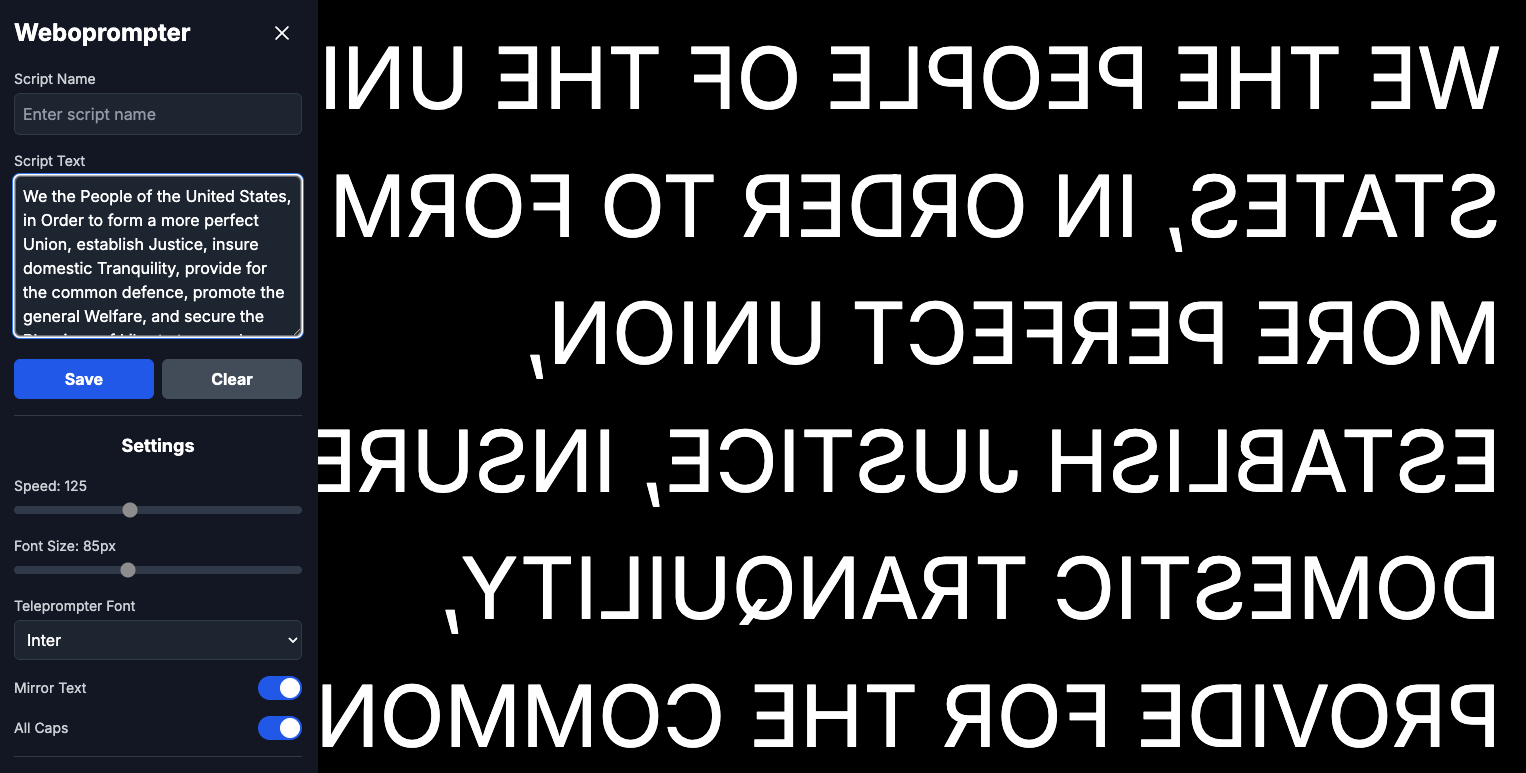 Weboprompter
Script Name
Enter script name
Script Text
We the People of the United States,
in Order to form a more perfect
Union, establish Justice, insure
domestic Tranquility, provide for
the common defence, promote the
general Welfare, and secure the
Save
Clear
Settings
Speed: 125
Font Size: 85px
Teleprompter Font
Inter
Mirror Text
All Caps
WE THE PEOPLE OF THE UNI
STATES, IN ORDER TO FORM
MORE PERFECT UNION,
ESTABLISH JUSTICE, INSURE
DOMESTIC TRANQUILITY,
PROVIDE FOR THE COMMON